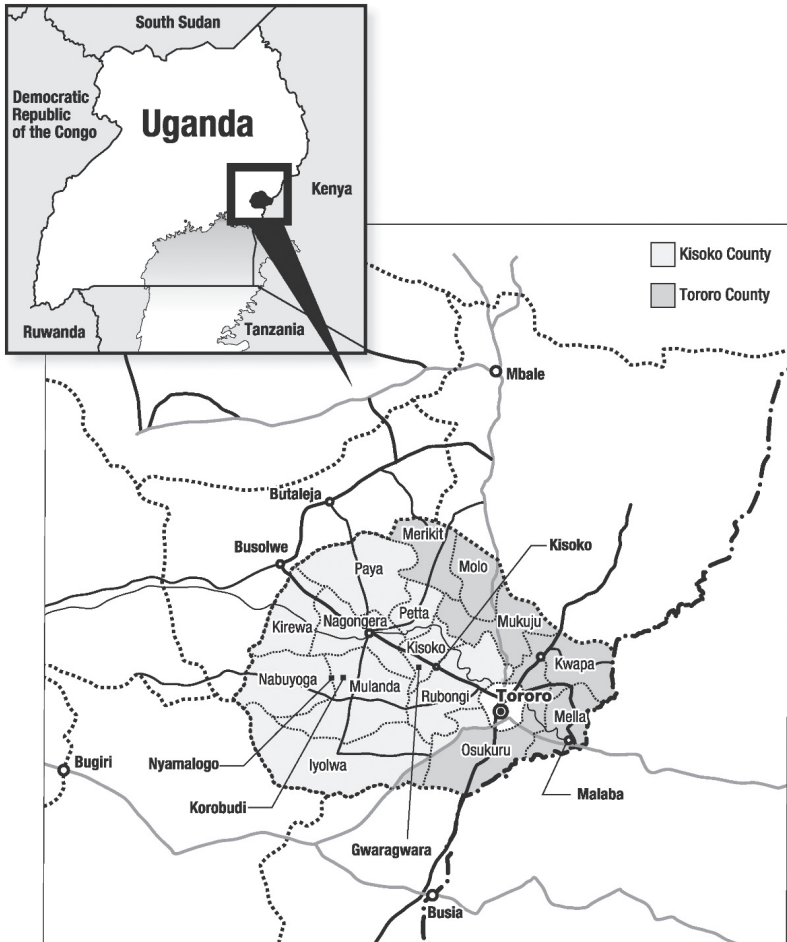 South Sudan
Democratic
Republic
of the Congo
Uganda
Kenya
Ruwanda
Tanzania
Kisoko County
Tororo County
Mbale
Butaleja
Merikit
Kisoko
Busolwe
Molo
Paya
Petta
Mukuju
Nagongera
Kirewa
Kisoko
Kwapa
Nabuyoga
Mulanda
Rubongi
Tororo
Mella
Osukuru
Nyamalogo
Iyolwa
Bugiri
Malaba
Korobudi
Gwaragwara
Busia